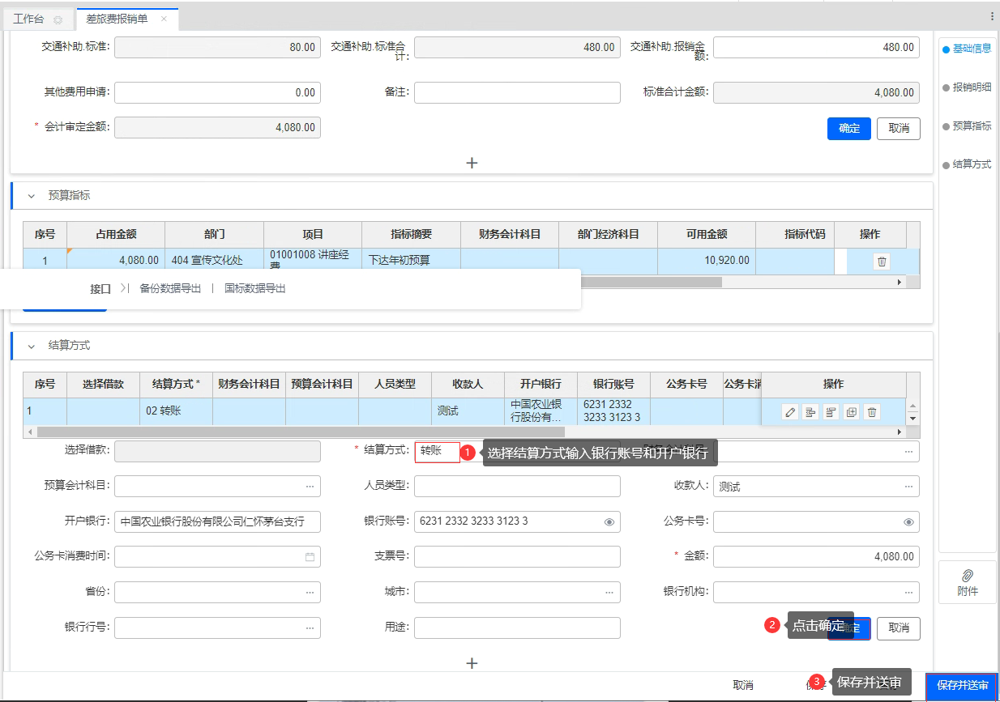 工作台
差旅费报销单
交通补助.标准: 80.00
交通补助.标准合计: 480.00
交通补助.报销金额: 480.00
其他费用申请: 0.00
备注:
标准合计金额: 4,080.00
* 会计审定金额: 4,080.00
确定 取消
基础信息
报销明细
预算指标
结算方式
预算指标
序号 占用金额 部门 项目 指标摘要 财务会计科目 部门经济科目 可用金额 指标代码 操作
1 4,080.00 404 宣传文化处 01001008 讲座经费 下达年初预算 10,920.00
接口 备份数据导出 | 国标数据导出
结算方式
序号 选择借款 结算方式 * 财务会计科目 预算会计科目 人员类型 收款人 开户银行 银行账号 公务卡号 公务卡消 操作
1 02 转账 测试 中国农业银行股份有... 6231 2332 3233 3123 3
选择借款:
* 结算方式: 转账
1 选择结算方式输入银行账号和开户银行
预算会计科目:
人员类型:
收款人: 测试
开户银行: 中国农业银行股份有限公司仁怀茅台支行
银行账号: 6231 2332 3233 3123 3
公务卡号:
公务卡消费时间:
支票号:
* 金额: 4,080.00
省份:
城市:
银行机构:
银行行号:
用途:
2 点击确定
取消
附件
取消
3 保存并送审
保存并送审